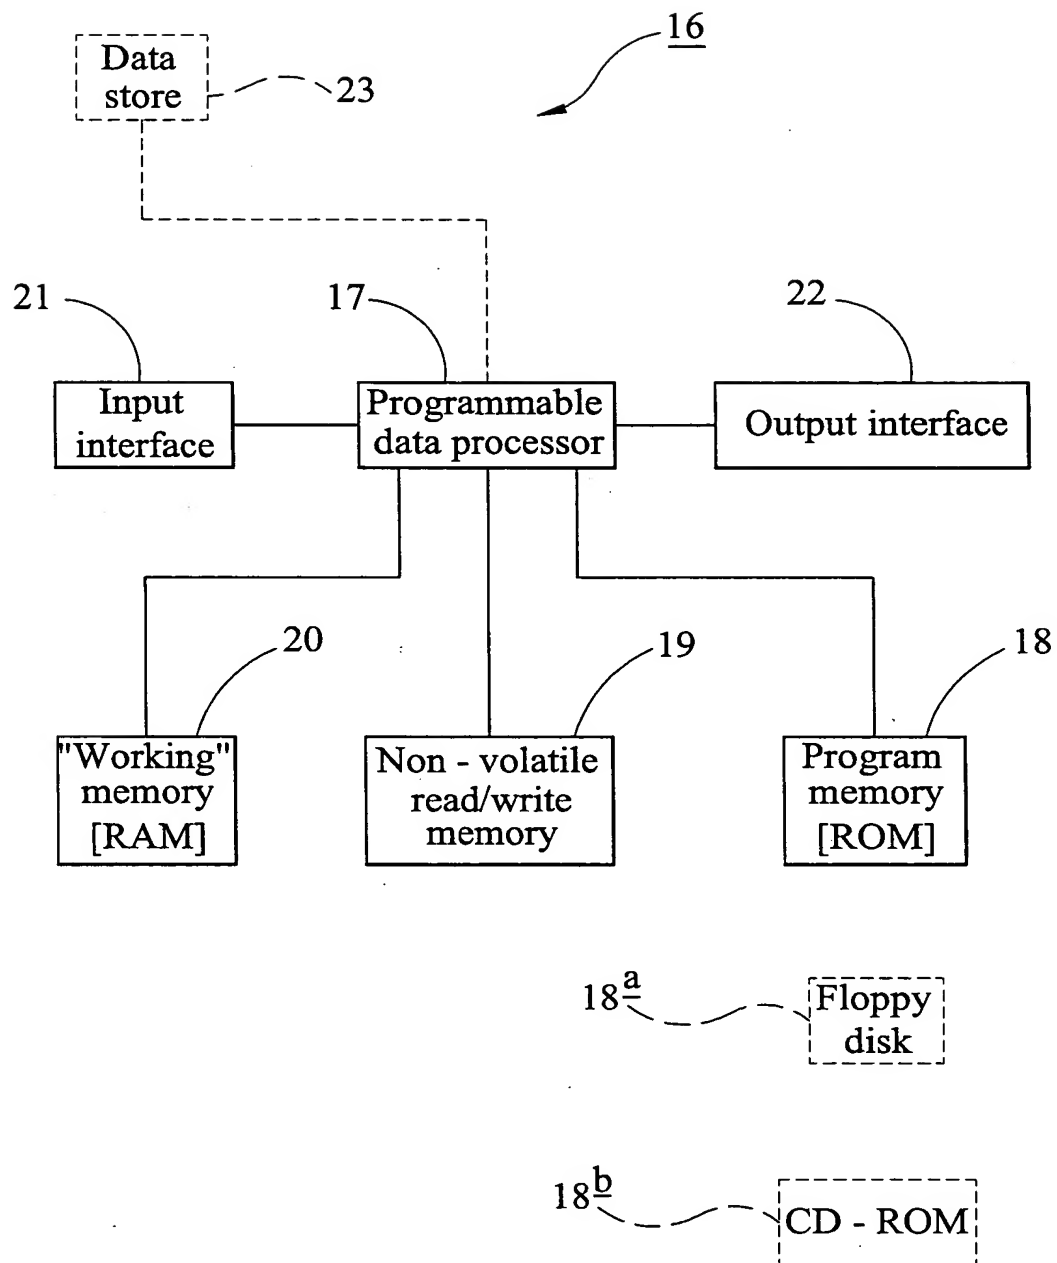 16
Data
store
23
21
17
22
Input
interface
Programmable
data processor
Output interface
20
19
18
"Working"
memory
[RAM]
Non - volatile
read/write
memory
Program
memory
[ROM]
18a
Floppy
disk
18b
CD - ROM